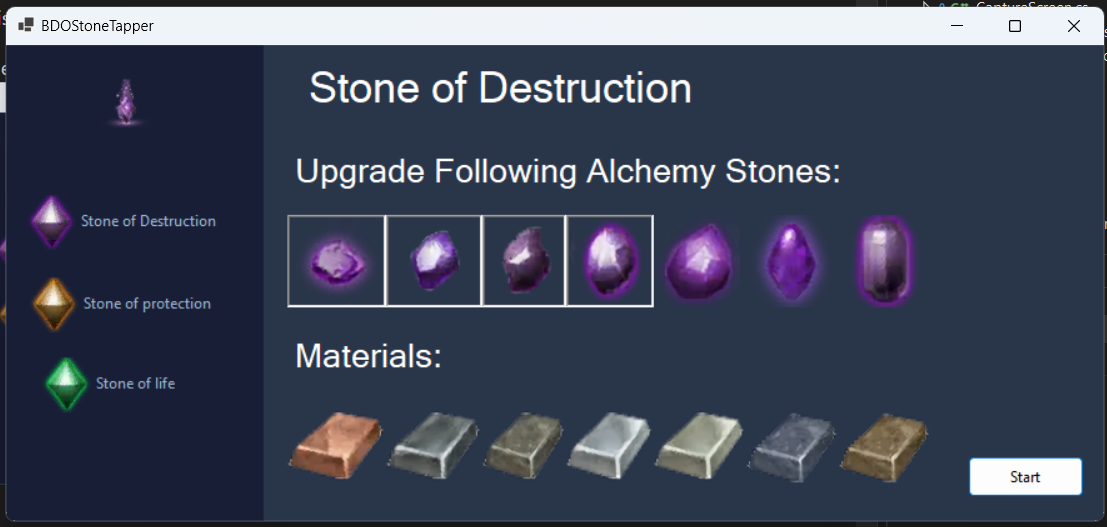 BDOStoneTapper
Stone of Destruction
Upgrade Following Alchemy Stones:
Stone of Destruction
Stone of protection
Stone of life
Materials:
Start